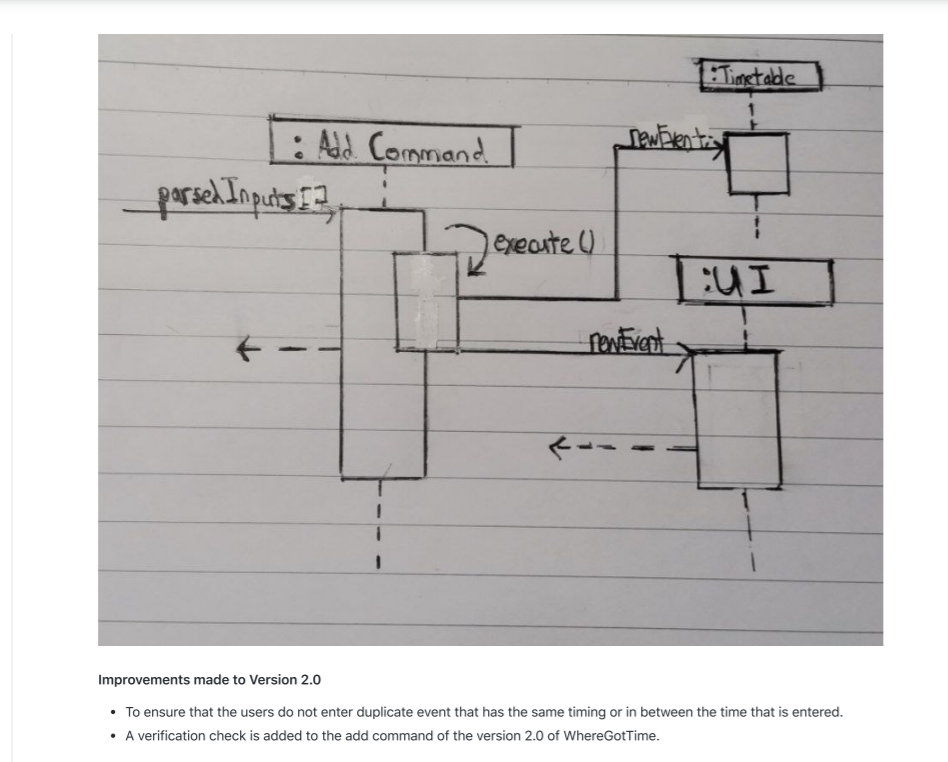 :Timetable
newEvent
: Add Command
parsedInputs[]
execute()
:UI
newEvent
Improvements made to Version 2.0
To ensure that the users do not enter duplicate event that has the same timing or in between the time that is entered.
A verification check is added to the add command of the version 2.0 of WhereGotTime.